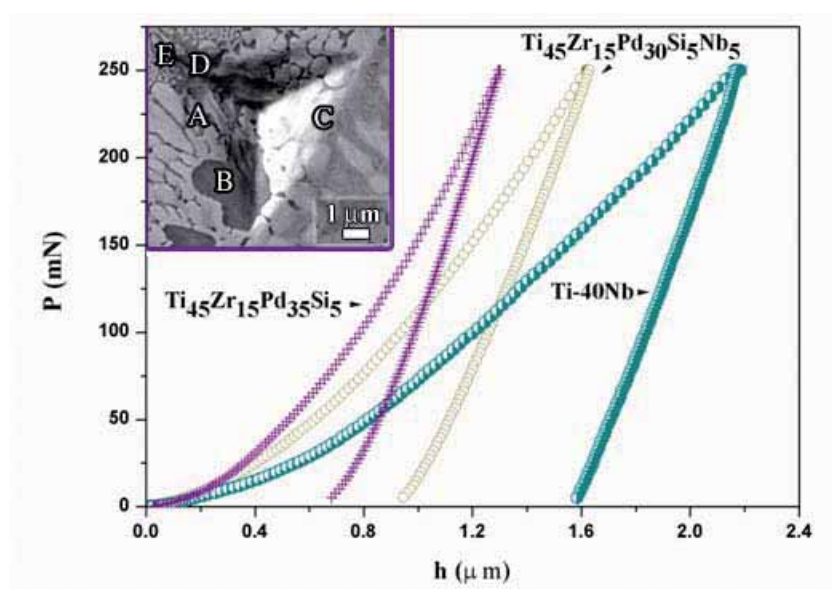 Ti45Zr15Pd30Si5Nb5
E
D
A
C
B
1 μm
Ti45Zr15Pd35Si5
Ti-40Nb
P (mN)
250
200
150
100
50
0
0.0 0.4 0.8 1.2 1.6 2.0 2.4
h (μ m)